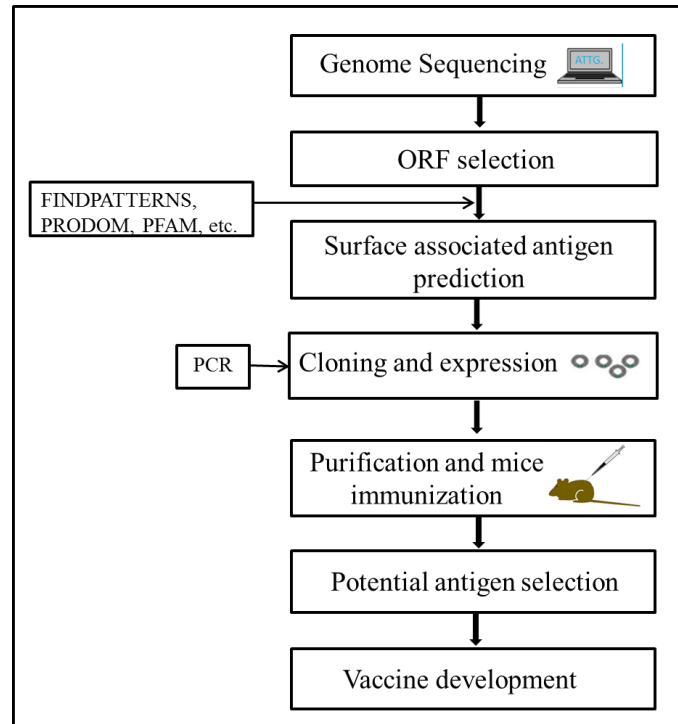 Genome Sequencing
ATTG.
ORF selection
FINDPATTERNS,
PRODOM, PFAM, etc.
Surface associated antigen
prediction
PCR
Cloning and expression
Purification and mice
immunization
Potential antigen selection
Vaccine development